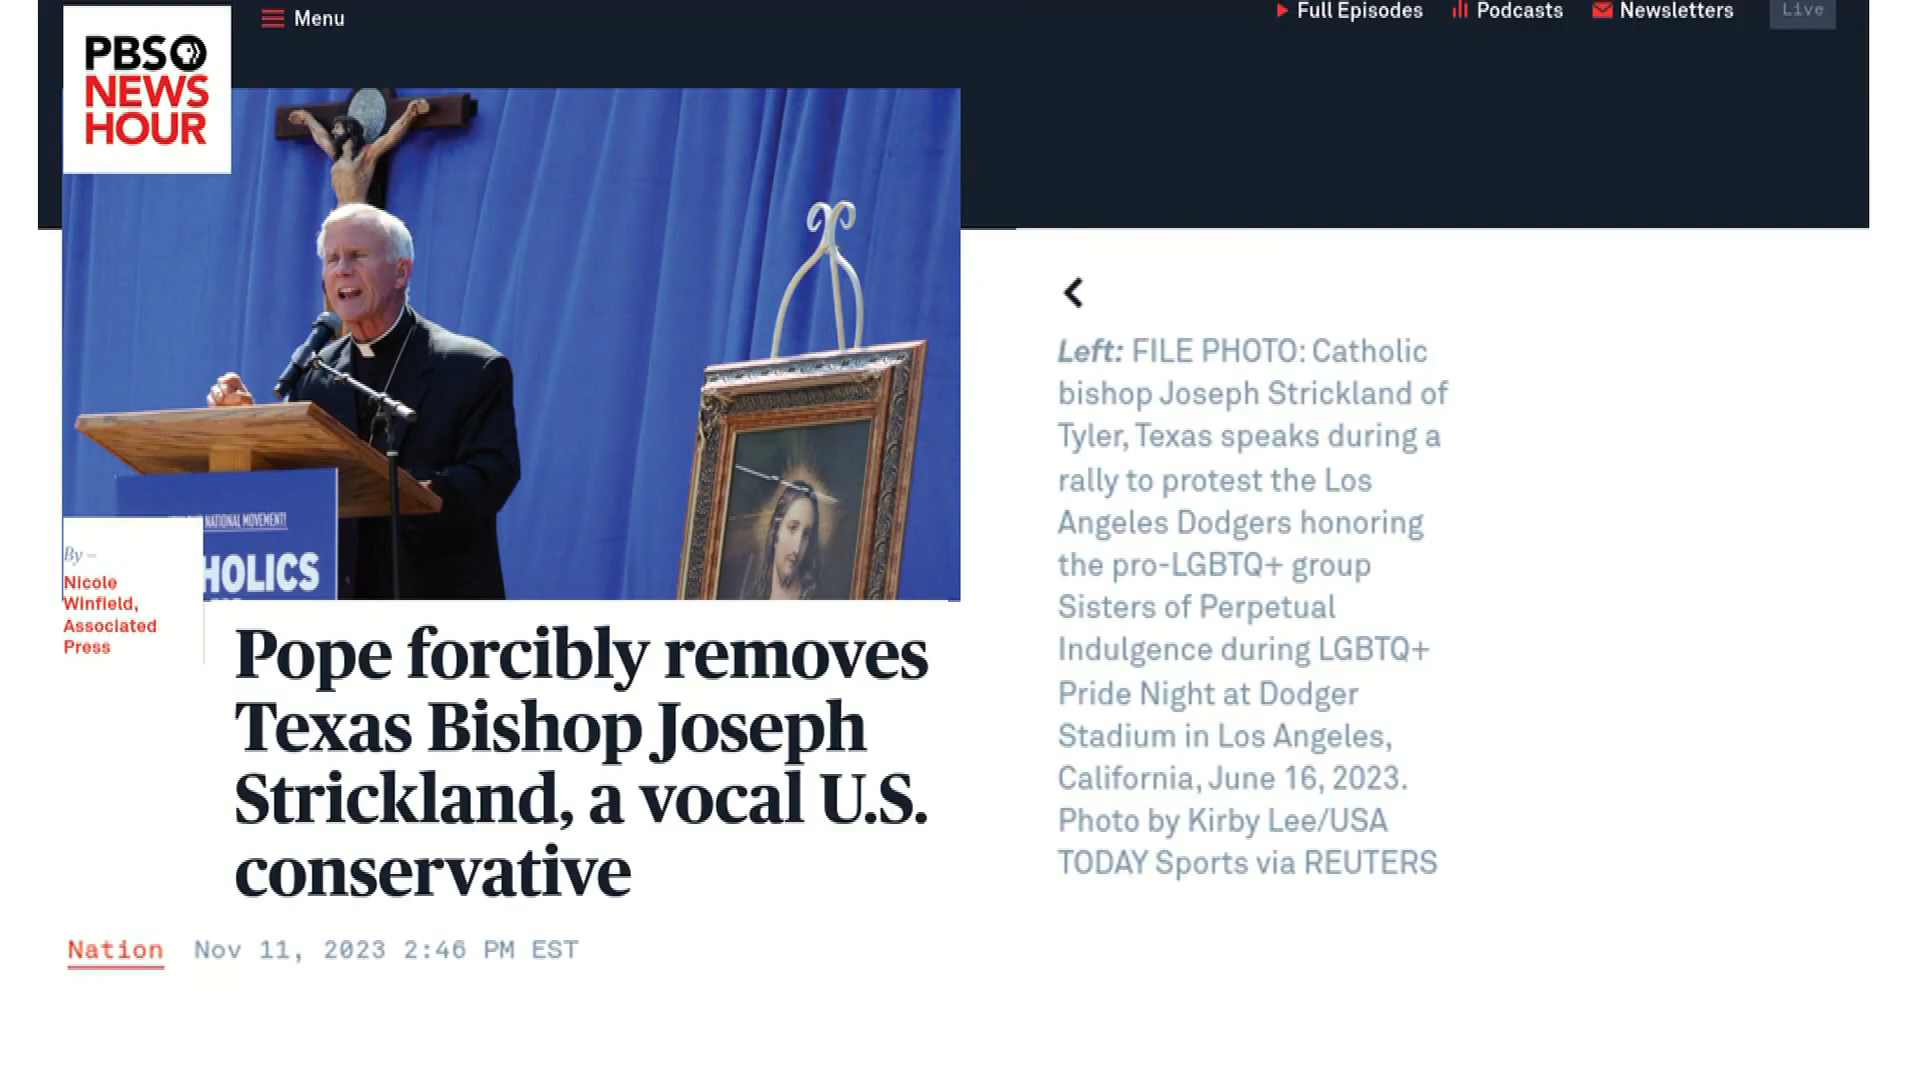 Menu
Full Episodes
Podcasts
Newsletters
Live
PBS
NEWS
HOUR
NATIONAL MOVEMENT!
HOLICS
By —
Nicole
Winfield,
Associated
Press
Pope forcibly removes
Texas Bishop Joseph
Strickland, a vocal U.S.
conservative
Nation Nov 11, 2023 2:46 PM EST
Left: FILE PHOTO: Catholic
bishop Joseph Strickland of
Tyler, Texas speaks during a
rally to protest the Los
Angeles Dodgers honoring
the pro-LGBTQ+ group
Sisters of Perpetual
Indulgence during LGBTQ+
Pride Night at Dodger
Stadium in Los Angeles,
California, June 16, 2023.
Photo by Kirby Lee/USA
TODAY Sports via REUTERS